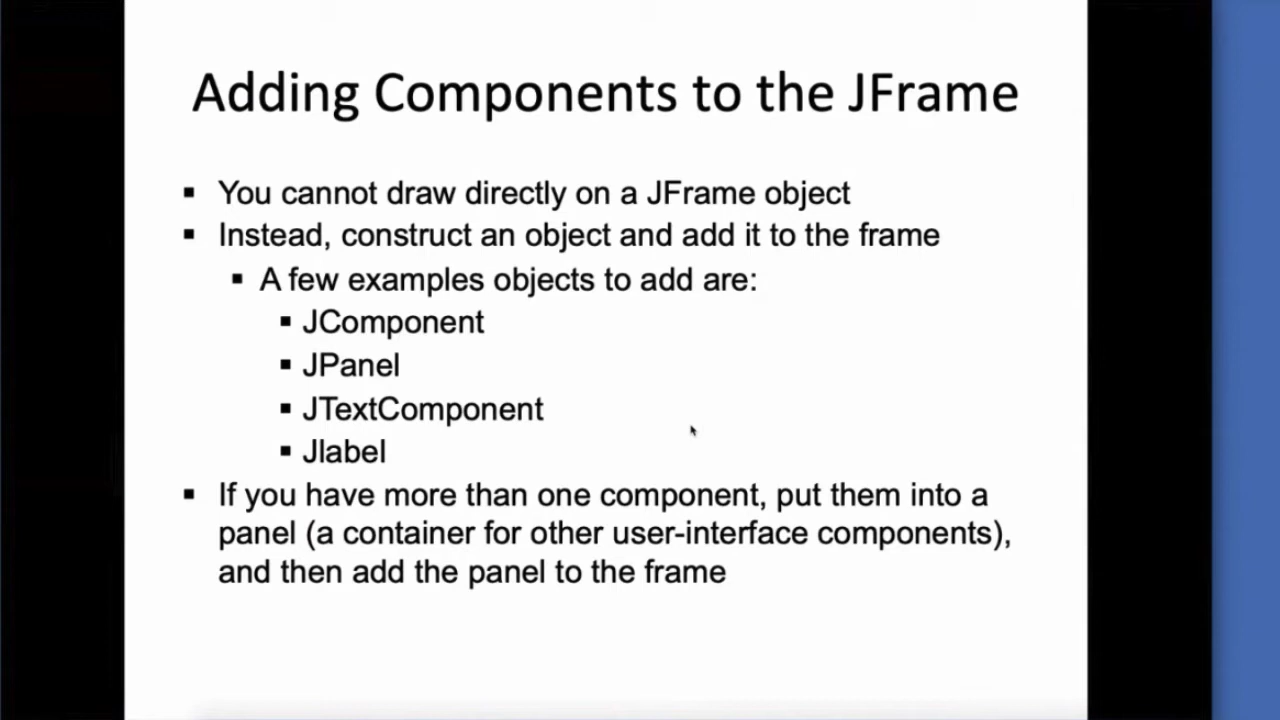 Adding Components to the JFrame
▪ You cannot draw directly on a JFrame object
▪ Instead, construct an object and add it to the frame
▪ A few examples objects to add are:
▪ JComponent
▪ JPanel
▪ JTextComponent
▪ Jlabel
▪ If you have more than one component, put them into a
panel (a container for other user-interface components),
and then add the panel to the frame